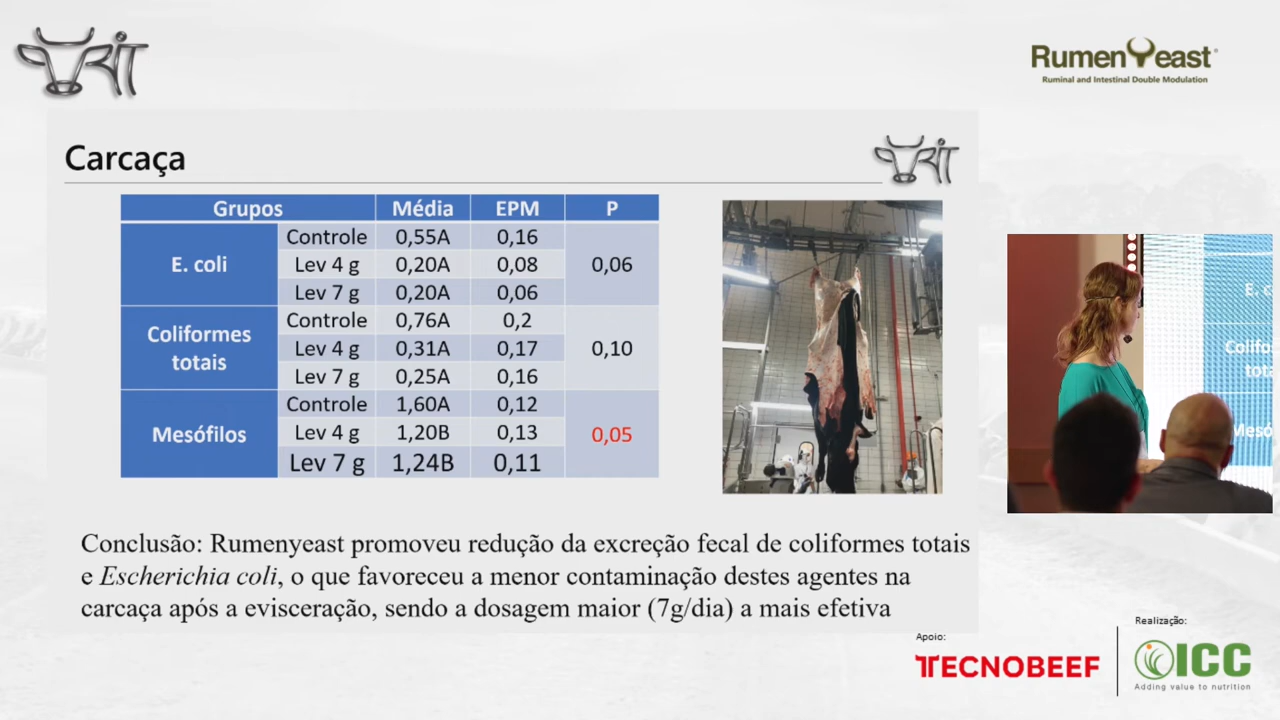 RIT
RumenYeast
Ruminal and Intestinal Double Modulation
Carcaça
RIT
Grupos Média EPM P
E. coli
Controle 0,55A 0,16
Lev 4 g 0,20A 0,08
Lev 7 g 0,20A 0,06
0,06
Coliformes
totais
Controle 0,76A 0,2
Lev 4 g 0,31A 0,17
Lev 7 g 0,25A 0,16
0,10
Mesófilos
Controle 1,60A 0,12
Lev 4 g 1,20B 0,13
Lev 7 g 1,24B 0,11
0,05
Conclusão: Rumenyeast promoveu redução da excreção fecal de coliformes totais
e Escherichia coli, o que favoreceu a menor contaminação destes agentes na
carcaça após a evisceração, sendo a dosagem maior (7g/dia) a mais efetiva
Apoio:
TECNOBEEF
Realização:
ICC
Adding value to nutrition